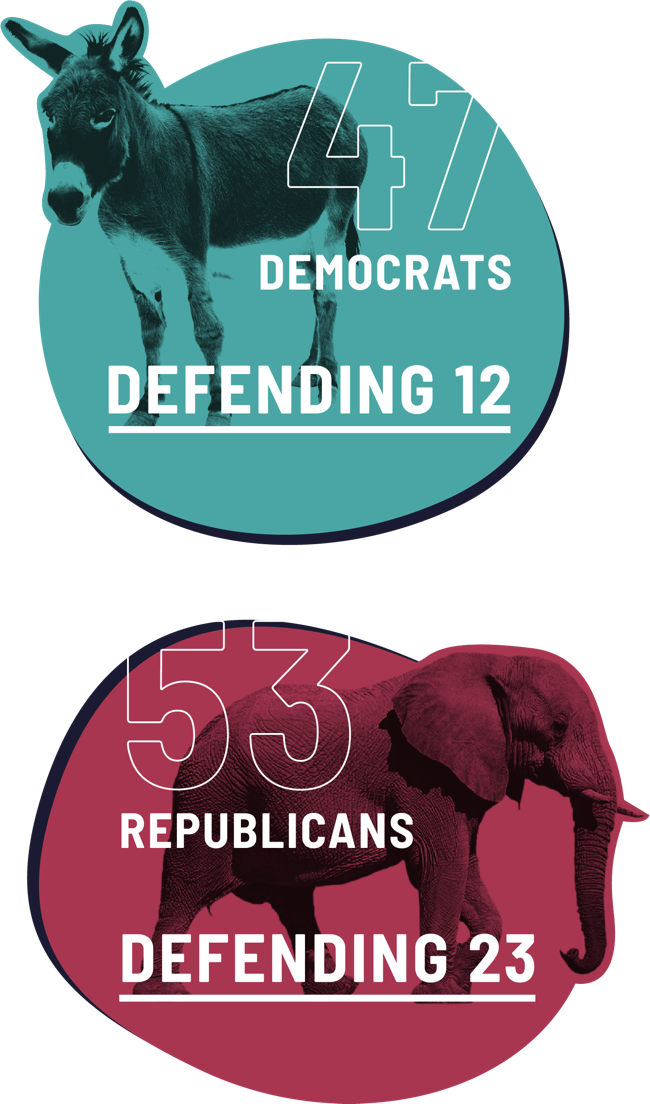 47
DEMOCRATS
DEFENDING 12
53
REPUBLICANS
DEFENDING 23